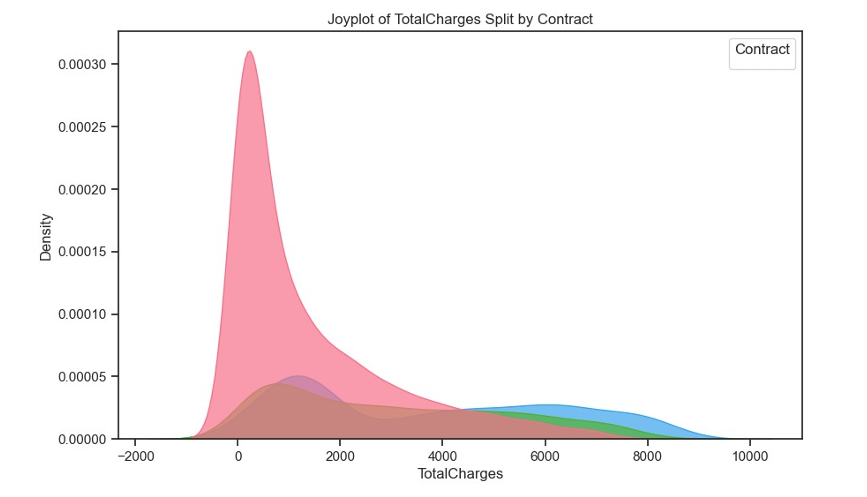 Joyplot of TotalCharges Split by Contract
Contract
0.00030
0.00025
0.00020
0.00015
0.00010
0.00005
0.00000
Density
−2000 0 2000 4000 6000 8000 10000
TotalCharges